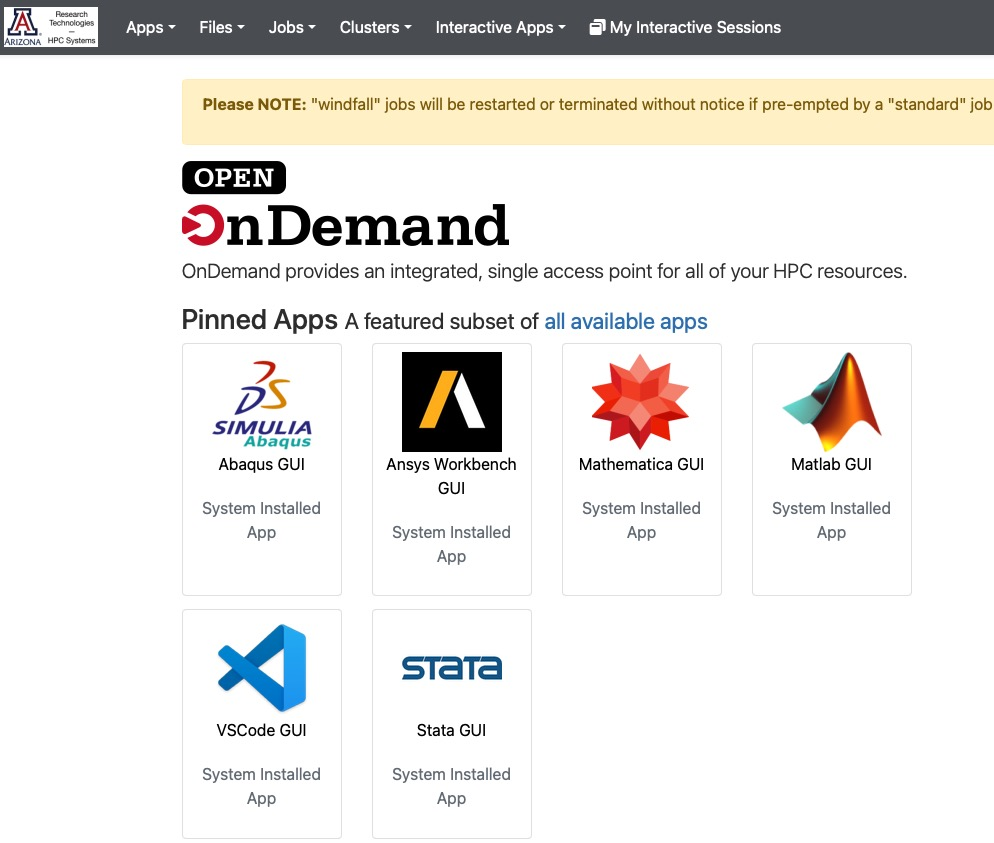 Research
Technologies
—
HPC Systems
A
ARIZONA
Apps Files Jobs Clusters Interactive Apps My Interactive Sessions
Please NOTE: "windfall" jobs will be restarted or terminated without notice if pre-empted by a "standard" job
OPEN
OnDemand
OnDemand provides an integrated, single access point for all of your HPC resources.
Pinned Apps A featured subset of all available apps
SIMULIA
Abaqus
Abaqus GUI
System Installed
App
Ansys Workbench
GUI
System Installed
App
Mathematica GUI
System Installed
App
Matlab GUI
System Installed
App
VSCode GUI
System Installed
App
STATA
Stata GUI
System Installed
App